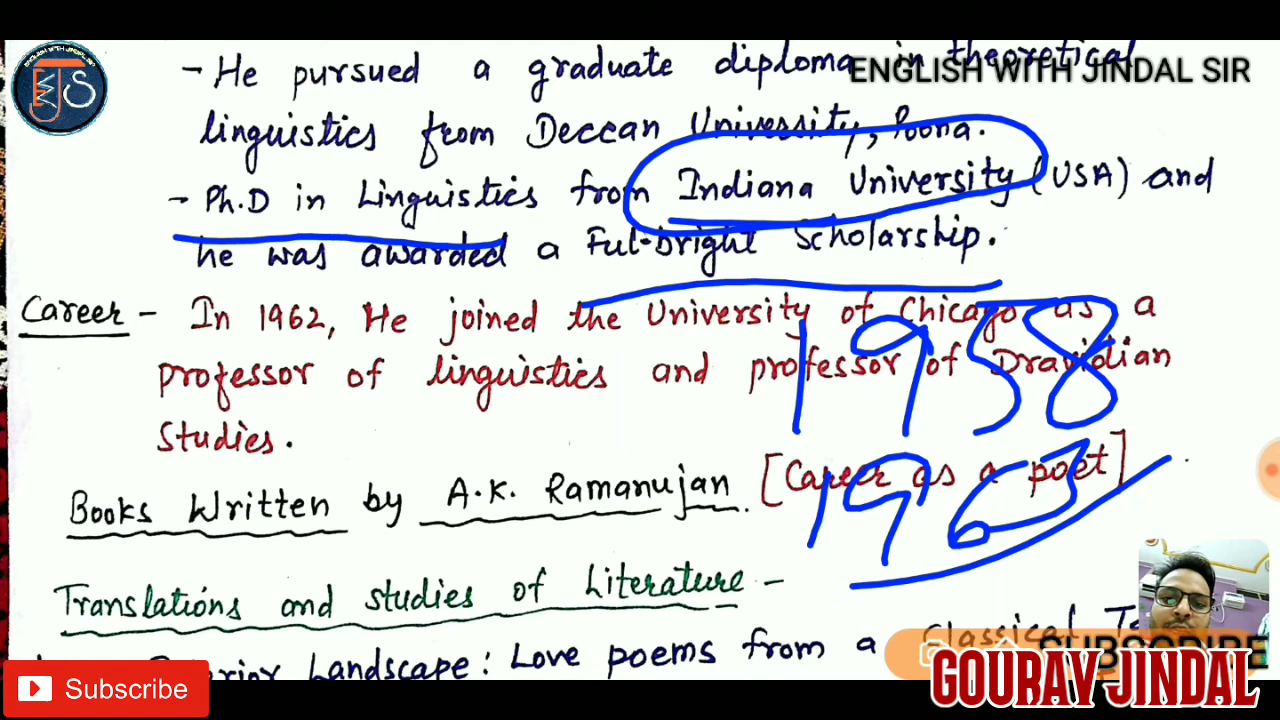 - He pursued a graduate diploma in theoretical
ENGLISH WITH JINDAL SIR
linguistics from Deccan University, Poona.
- Ph.D in Linguistics from Indiana University (USA) and
he was awarded a Ful-bright Scholarship.
Career - In 1962, He joined the University of Chicago as a
professor of linguistics and professor of Dravidian
Studies.
1958
Books Written by A.K. Ramanujan [Career as a poet]
1963
Translations and studies of Literature -
Landscape: Love poems from a Classical
SUBSCRIBE
Subscribe
GOURAV JINDAL